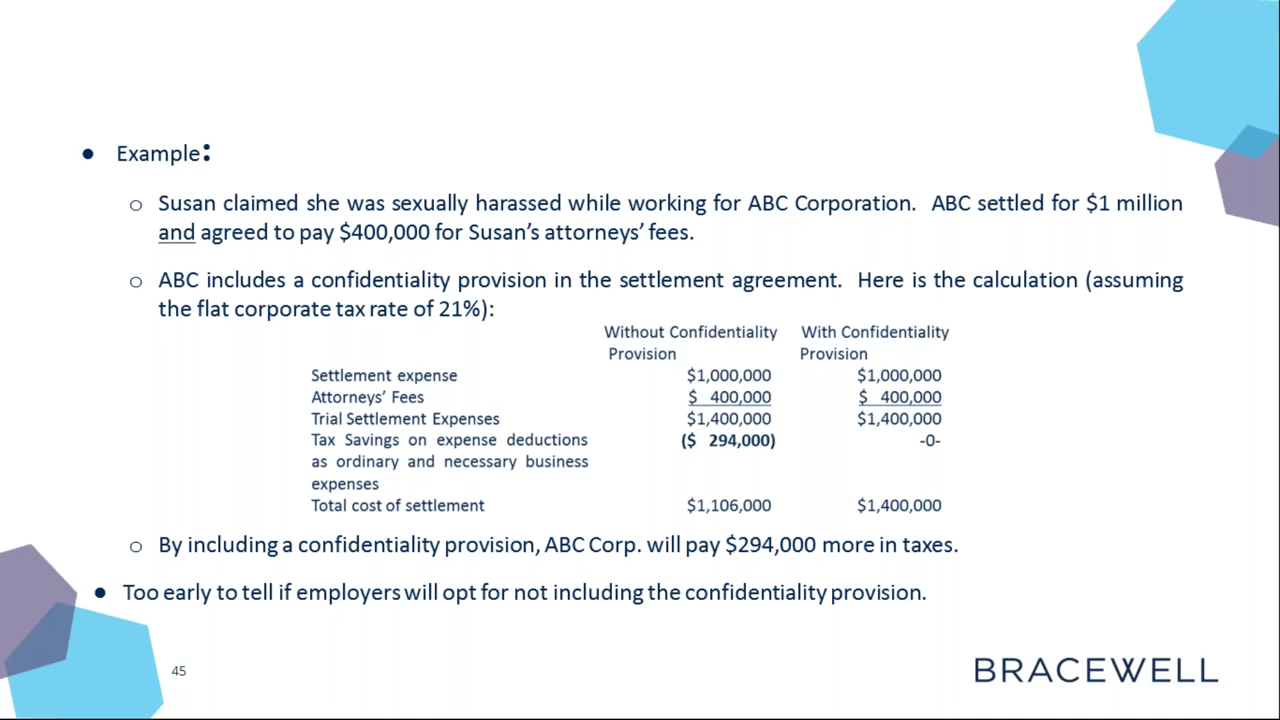 ● Example:
o Susan claimed she was sexually harassed while working for ABC Corporation. ABC settled for $1 million
and agreed to pay $400,000 for Susan's attorneys' fees.
o ABC includes a confidentiality provision in the settlement agreement. Here is the calculation (assuming
the flat corporate tax rate of 21%):
Without Confidentiality With Confidentiality
Provision Provision
Settlement expense $1,000,000 $1,000,000
Attorneys' Fees $ 400,000 $ 400,000
Trial Settlement Expenses $1,400,000 $1,400,000
Tax Savings on expense deductions ($ 294,000) -0-
as ordinary and necessary business
expenses
Total cost of settlement $1,106,000 $1,400,000
o By including a confidentiality provision, ABC Corp. will pay $294,000 more in taxes.
● Too early to tell if employers will opt for not including the confidentiality provision.
45
BRACEWELL